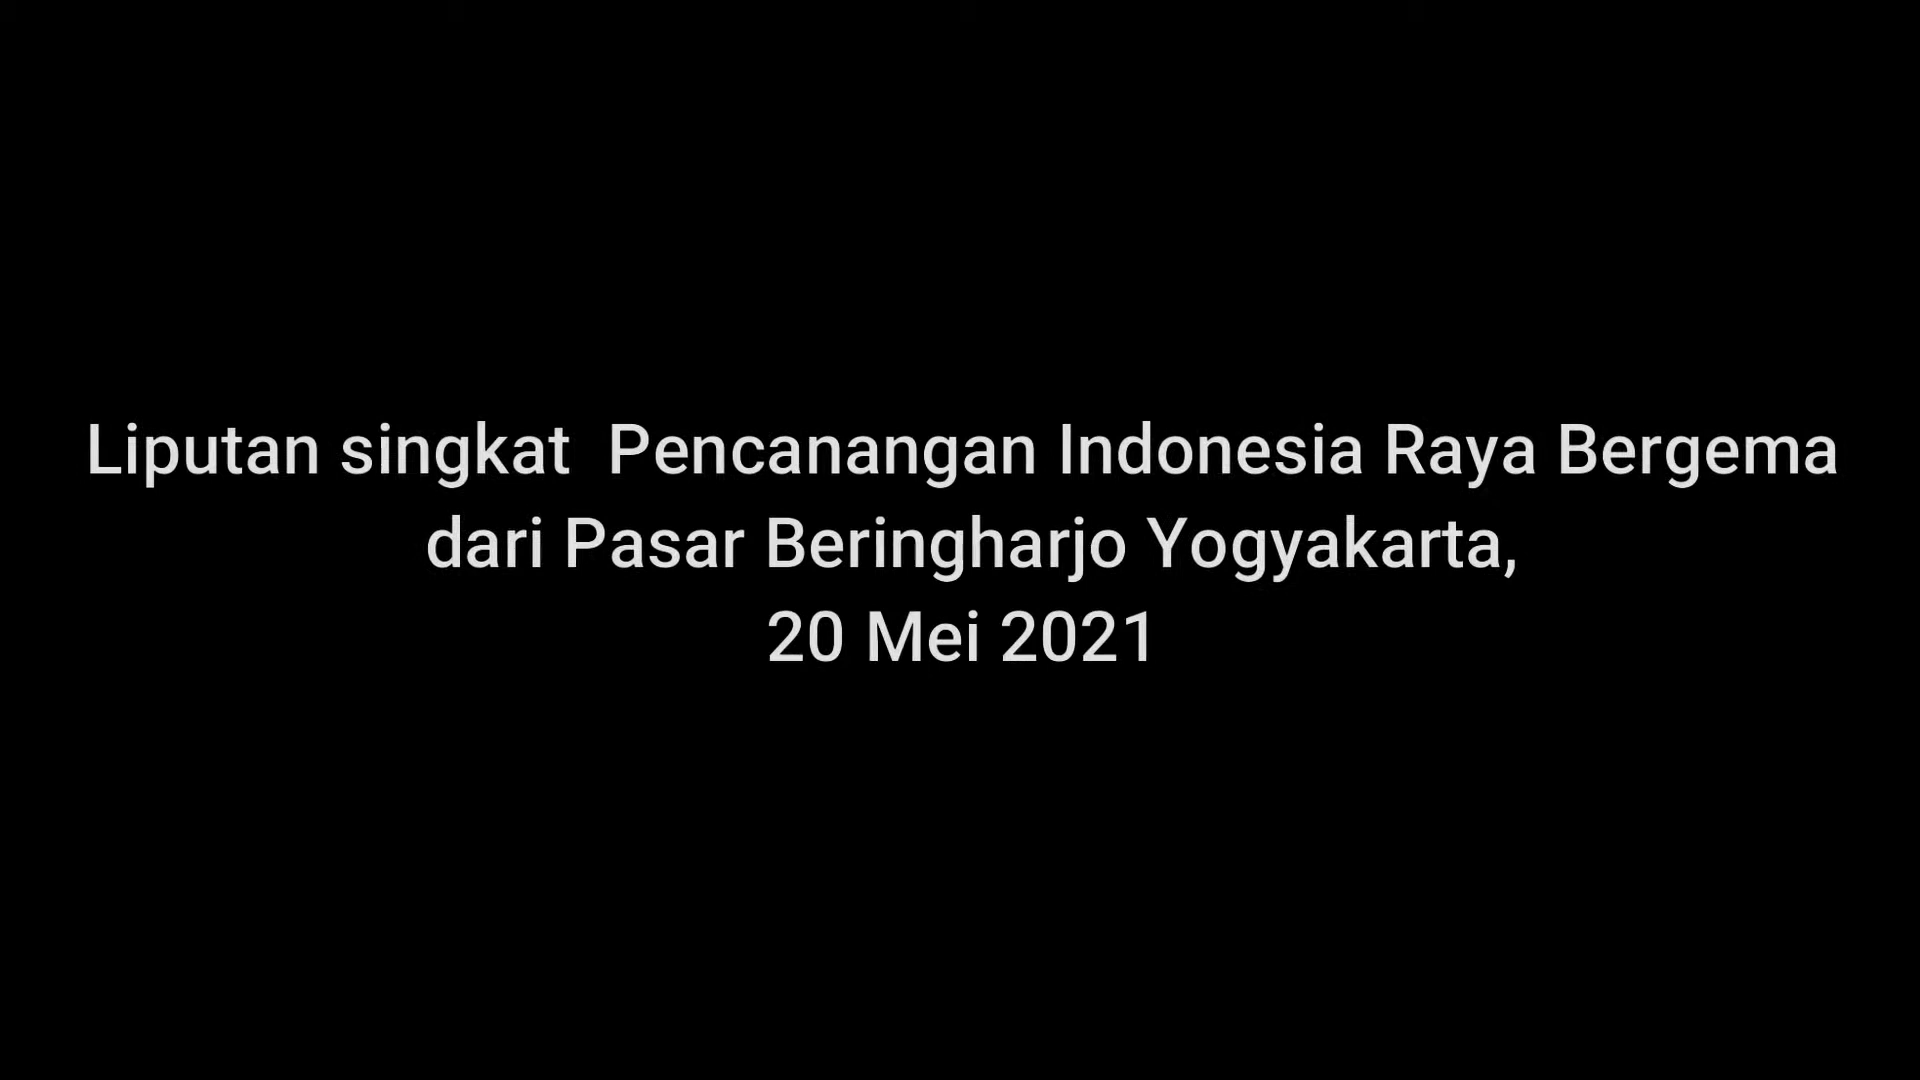 Liputan singkat  Pencanangan Indonesia Raya Bergema
dari Pasar Beringharjo Yogyakarta,
20 Mei 2021